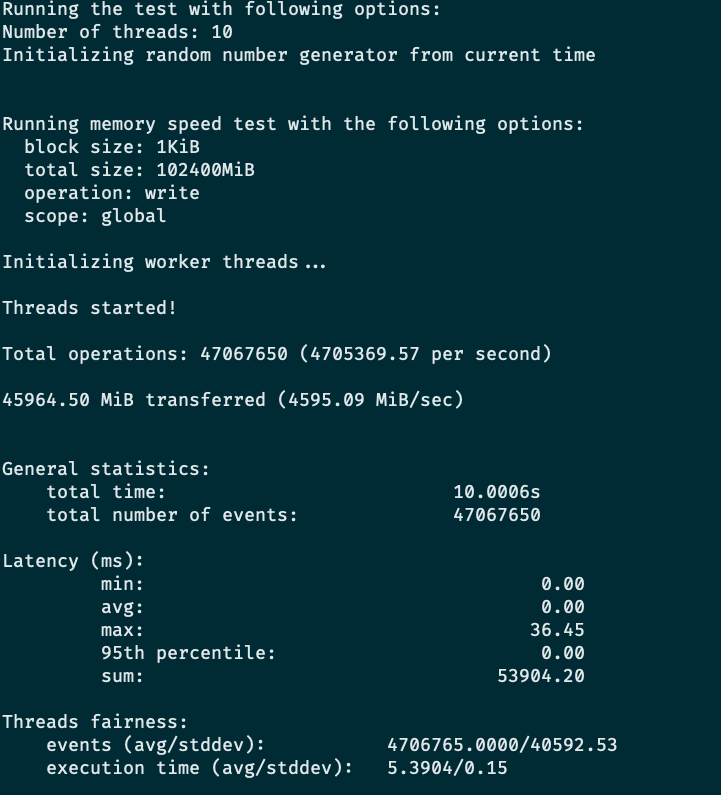 Running the test with following options:
Number of threads: 10
Initializing random number generator from current time
Running memory speed test with the following options:
block size: 1KiB
total size: 102400MiB
operation: write
scope: global
Initializing worker threads...
Threads started!
Total operations: 47067650 (4705369.57 per second)
45964.50 MiB transferred (4595.09 MiB/sec)
General statistics:
total time: 10.0006s
total number of events: 47067650
Latency (ms):
min: 0.00
avg: 0.00
max: 36.45
95th percentile: 0.00
sum: 53904.20
Threads fairness:
events (avg/stddev): 4706765.0000/40592.53
execution time (avg/stddev): 5.3904/0.15